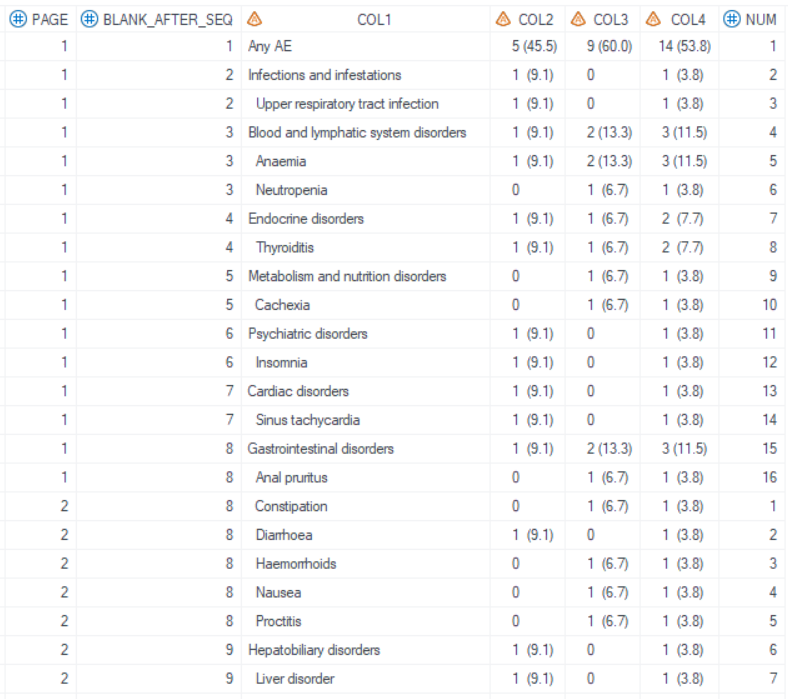 PAGE BLANK_AFTER_SEQ COL1 COL2 COL3 COL4 NUM
1 1 Any AE 5 (45.5) 9 (60.0) 14 (53.8) 1
1 2 Infections and infestations 1 (9.1) 0 1 (3.8) 2
1 2 Upper respiratory tract infection 1 (9.1) 0 1 (3.8) 3
1 3 Blood and lymphatic system disorders 1 (9.1) 2 (13.3) 3 (11.5) 4
1 3 Anaemia 1 (9.1) 2 (13.3) 3 (11.5) 5
1 3 Neutropenia 0 1 (6.7) 1 (3.8) 6
1 4 Endocrine disorders 1 (9.1) 1 (6.7) 2 (7.7) 7
1 4 Thyroiditis 1 (9.1) 1 (6.7) 2 (7.7) 8
1 5 Metabolism and nutrition disorders 0 1 (6.7) 1 (3.8) 9
1 5 Cachexia 0 1 (6.7) 1 (3.8) 10
1 6 Psychiatric disorders 1 (9.1) 0 1 (3.8) 11
1 6 Insomnia 1 (9.1) 0 1 (3.8) 12
1 7 Cardiac disorders 1 (9.1) 0 1 (3.8) 13
1 7 Sinus tachycardia 1 (9.1) 0 1 (3.8) 14
1 8 Gastrointestinal disorders 1 (9.1) 2 (13.3) 3 (11.5) 15
1 8 Anal pruritus 0 1 (6.7) 1 (3.8) 16
2 8 Constipation 0 1 (6.7) 1 (3.8) 1
2 8 Diarrhoea 1 (9.1) 0 1 (3.8) 2
2 8 Haemorrhoids 0 1 (6.7) 1 (3.8) 3
2 8 Nausea 0 1 (6.7) 1 (3.8) 4
2 8 Proctitis 0 1 (6.7) 1 (3.8) 5
2 9 Hepatobiliary disorders 1 (9.1) 0 1 (3.8) 6
2 9 Liver disorder 1 (9.1) 0 1 (3.8) 7